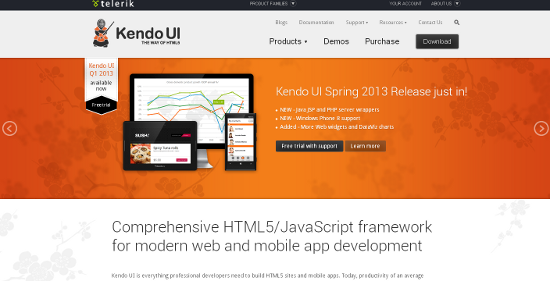 telerik
PRODUCT FAMILIES
YOUR ACCOUNT
ABOUT US
Blogs
Documentation
Support
Resources
Contact Us
Kendo UI
THE WAY OF HTML5
Products
Demos
Purchase
Download
Kendo UI
Q1 2013
available
now
Free trial
Kendo UI Spring 2013 Release just in!
NEW - Java JSP and PHP server wrappers
NEW - Windows Phone 8 support
Added - More Web widgets and DataViz charts
Free trial with support
Learn more
Comprehensive HTML5/JavaScript framework
for modern web and mobile app development
Kendo UI is everything professional developers need to build HTML5 sites and mobile apps. Today, productivity of an average